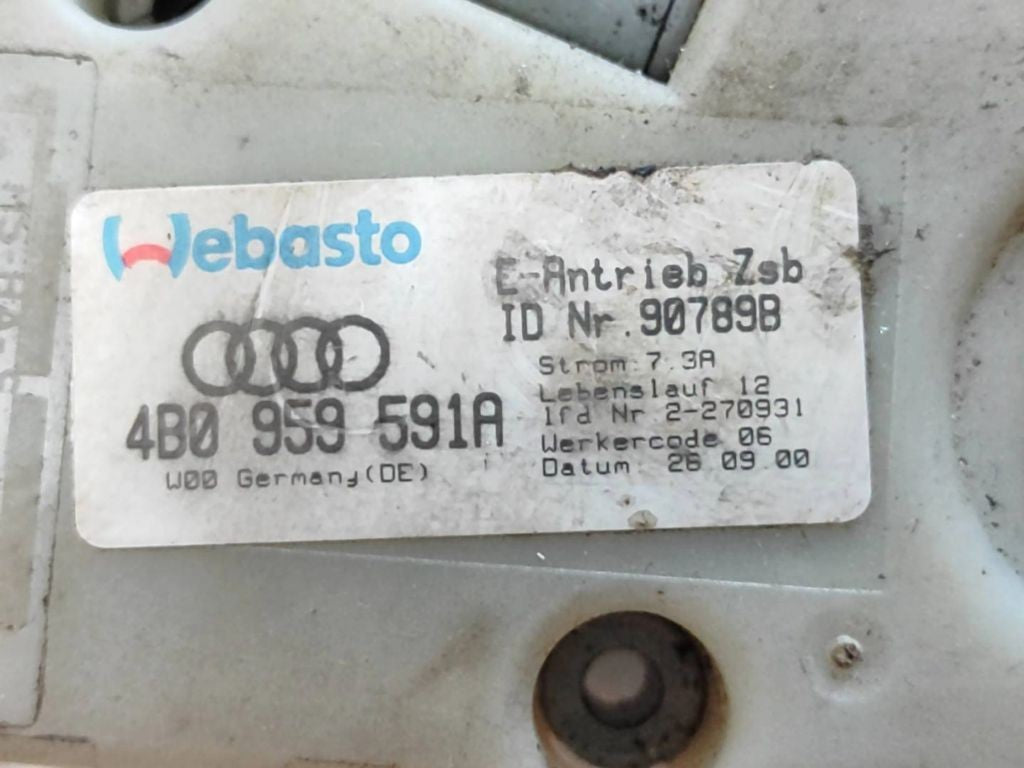 Webasto
E-Antrieb Zsb
ID Nr.90789B
4B0 959 591A
W00 Germany(DE)
Strom:7.3A
Lebenslauf 12
lfd Nr 2-270931
Werkercode 06
Datum: 26 09 00